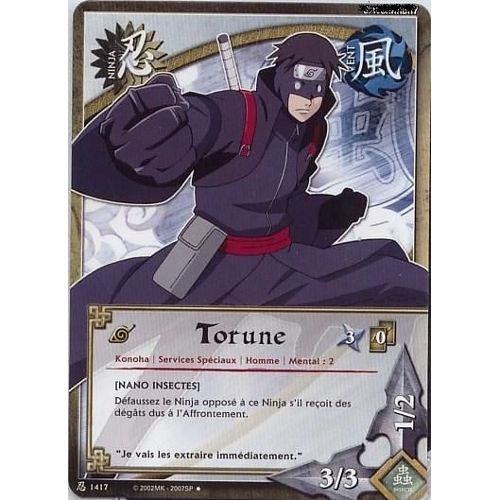 NINJA
忍
風
VENT
Torune
3
0
Konoha | Services Spéciaux | Homme | Mental : 2
[NANO INSECTES]
Défaussez le Ninja opposé à ce Ninja s'il reçoit des
dégâts dus à l'Affrontement.
"Je vais les extraire immédiatement."
1/2
3/3
蟲
忍 1417
© 2002MK - 2007SP